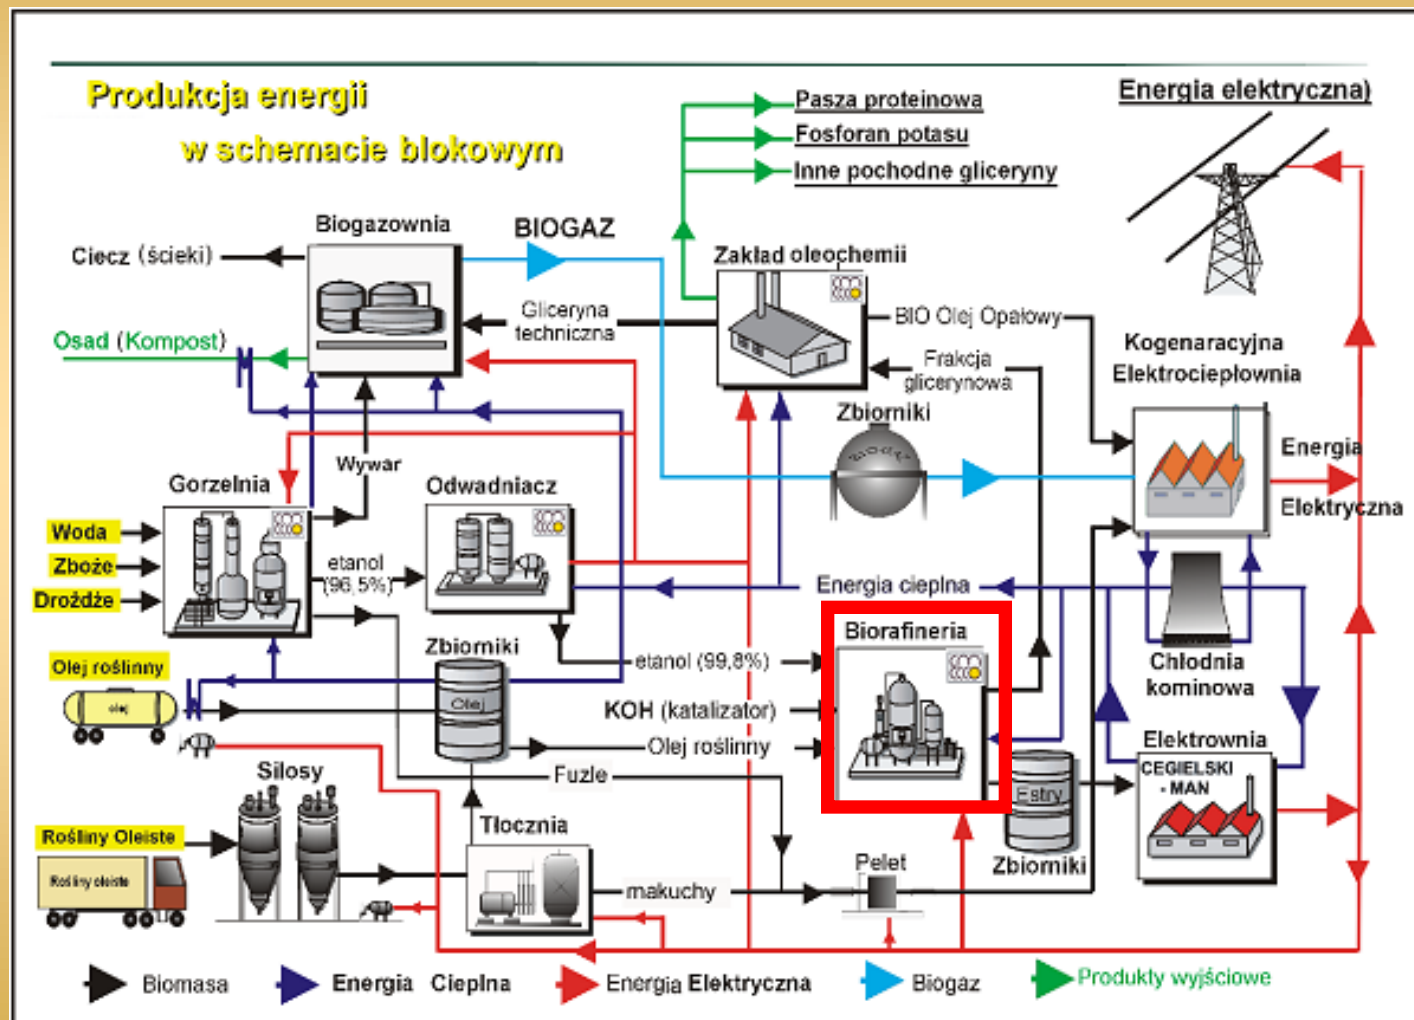 Produkcja energii
w schemacie blokowym
Pasza proteinowa
Fosforan potasu
Inne pochodne gliceryny
Energia elektryczna)
Biogazownia
BIOGAZ
Ciecz (ścieki)
Zakład oleochemii
Gliceryna
techniczna
BIO Olej Opałowy
Osad (Kompost)
Kogenaracyjna
Elektrociepłownia
Frakcja
glicerynowa
Zbiorniki
BIOGAZ
Energia
Elektryczna
Wywar
Gorzelnia
Odwadniacz
Woda
Zboże
Drożdże
etanol
(96,5%)
Energia cieplna
Biorafineria
Zbiorniki
etanol (99,8%)
Chłodnia
kominowa
Olej roślinny
olej
Olej
KOH (katalizator)
Olej roślinny
Elektrownia
CEGIELSKI
- MAN
Silosy
Fuzle
Estry
Zbiorniki
Tłocznia
Rośliny Oleiste
Rośliny oleiste
makuchy
Pelet
Biomasa
Energia Cieplna
Energia Elektryczna
Biogaz
Produkty wyjściowe